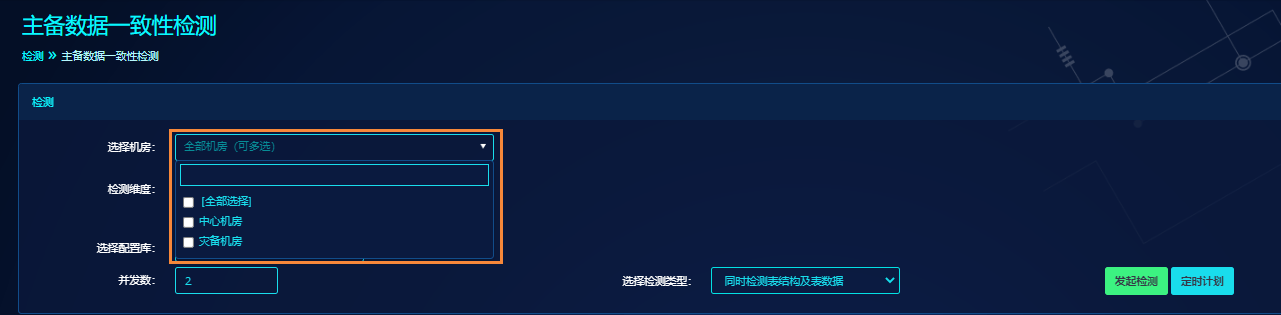 主备数据一致性检测
检测 » 主备数据一致性检测
检测
选择机房: 全部机房（可多选）
检测维度:
[全部选择]
中心机房
灾备机房
选择配置库:
并发数: 2 选择检测类型: 同时检测表结构及表数据 发起检测 定时计划